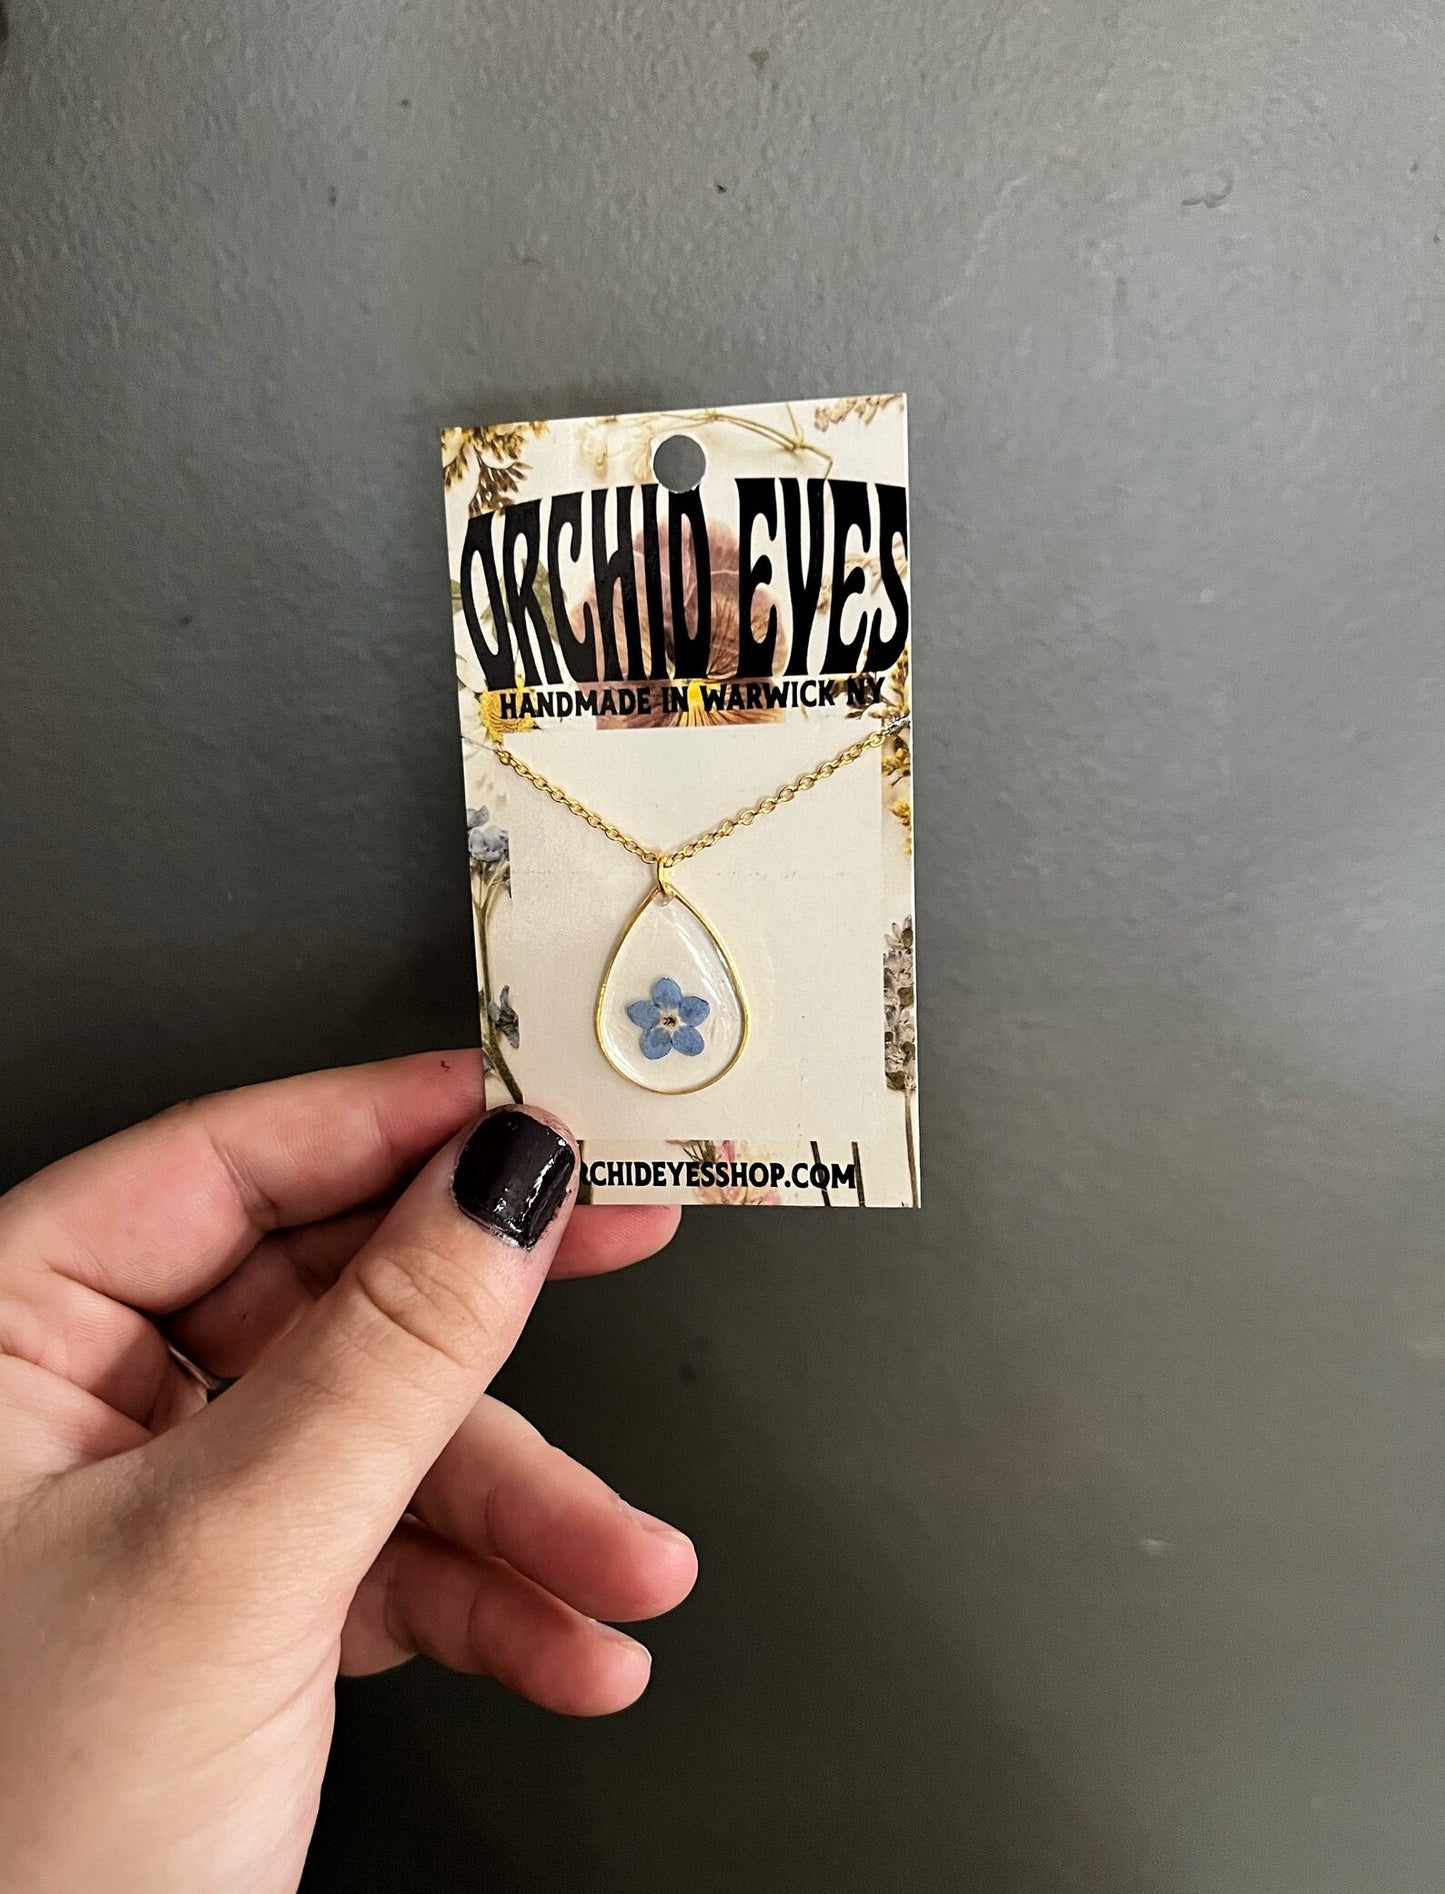 ORCHID EYES
HANDMADE IN WARWICK NY
RCHIDEYESSHOP.COM